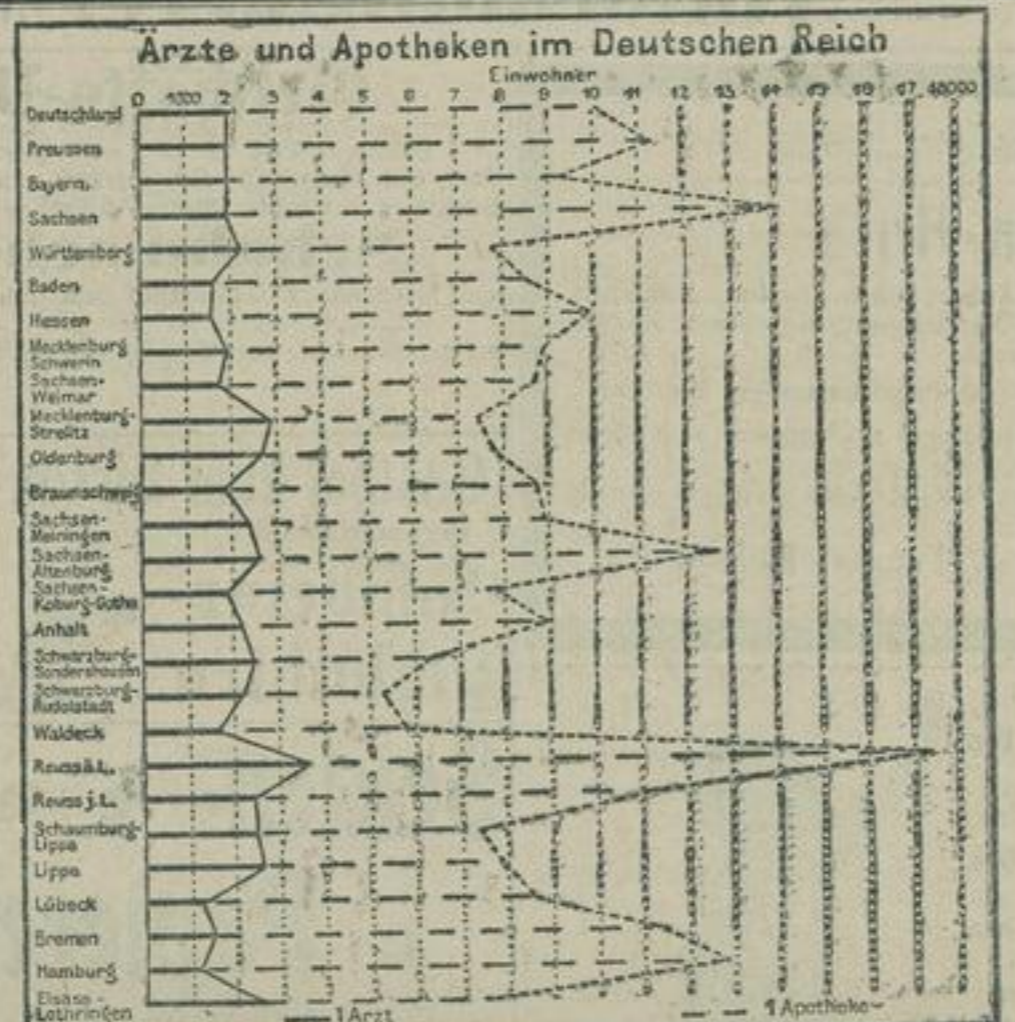 Ärzte und Apotheken im Deutschen Reich
Einwohner
0 1000 2 3 4 5 6 7 8 9 10 11 12 13 14 15 16 17 18000
Deutschland
Preussen
Bayern
Sachsen
Württemberg
Baden
Hessen
Mecklenburg
Schwerin
Sachsen-
Weimar
Mecklenburg-
Strelitz
Oldenburg
Braunschweig
Sachsen-
Meiningen
Sachsen-
Altenburg
Sachsen-
Koburg-Gotha
Anhalt
Schwarzburg-
Sondershausen
Schwarzburg-
Rudolstadt
Waldeck
Reuss ä.L.
Reuss j.L.
Schaumburg-
Lippe
Lippe
Lübeck
Bremen
Hamburg
Elsass-
Lothringen
1 Arzt
1 Apotheke